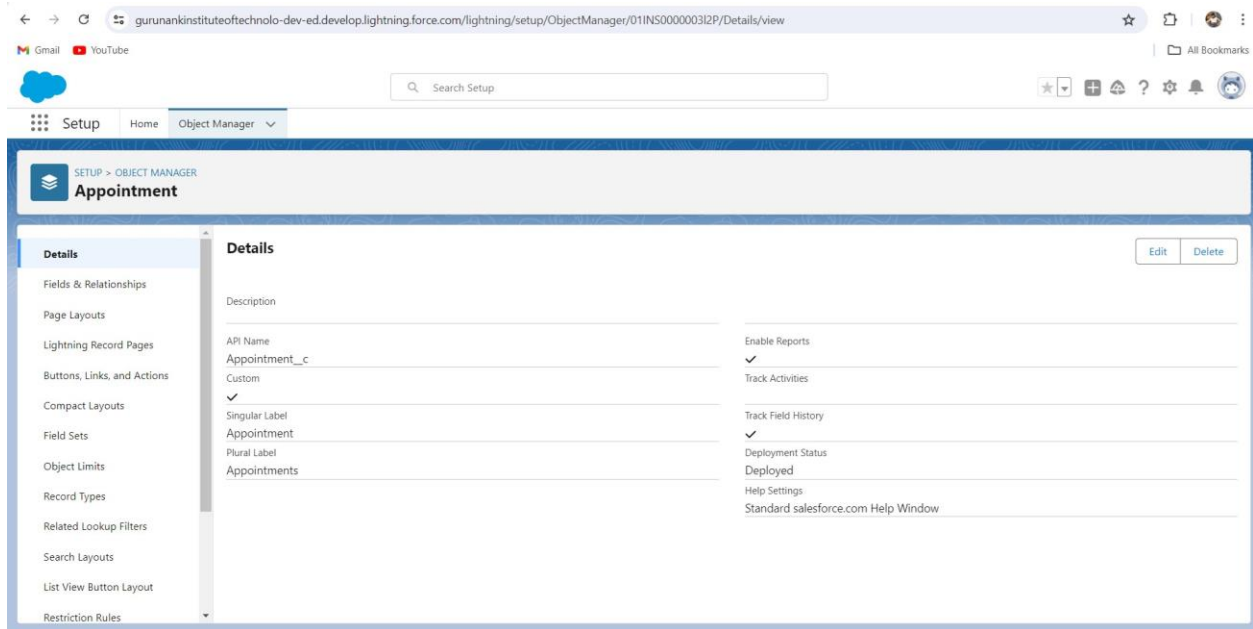 gurunankinstituteoftechnolo-dev-ed.develop.lightning.force.com/lightning/setup/ObjectManager/01INS0000003I2P/Details/view
Gmail YouTube All Bookmarks
Search Setup
Setup Home Object Manager
SETUP > OBJECT MANAGER
Appointment
Details
Fields & Relationships
Page Layouts
Lightning Record Pages
Buttons, Links, and Actions
Compact Layouts
Field Sets
Object Limits
Record Types
Related Lookup Filters
Search Layouts
List View Button Layout
Restriction Rules
Details
Edit Delete
Description
API Name
Appointment__c
Custom
Singular Label
Appointment
Plural Label
Appointments
Enable Reports
Track Activities
Track Field History
Deployment Status
Deployed
Help Settings
Standard salesforce.com Help Window